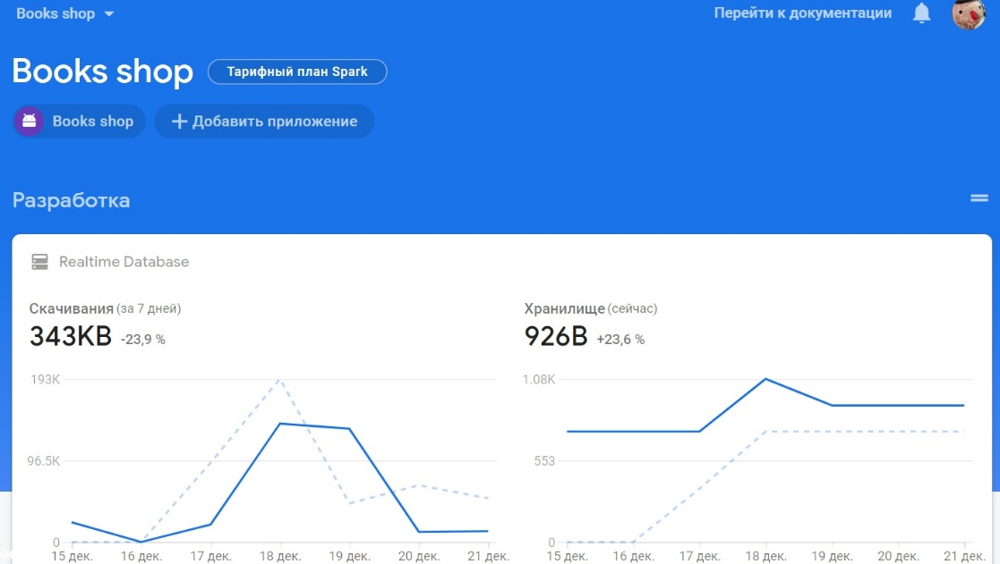 Books shop
Перейти к документации
Books shop
Тарифный план Spark
Books shop
Добавить приложение
Разработка
Realtime Database
Скачивания (за 7 дней)
343KB -23,9 %
193K
96.5K
0
15 дек. 16 дек. 17 дек. 18 дек. 19 дек. 20 дек. 21 дек.
Хранилище (сейчас)
926B +23,6 %
1.08K
553
0
15 дек. 16 дек. 17 дек. 18 дек. 19 дек. 20 дек. 21 дек.